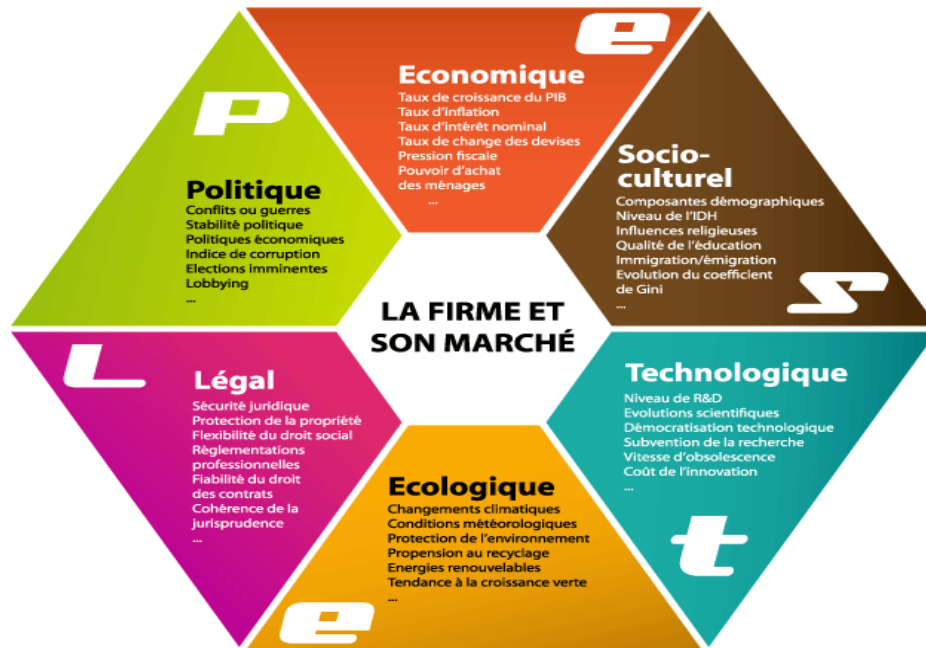 P
Politique
Conflits ou guerres
Stabilité politique
Politiques économiques
Indice de corruption
Elections imminentes
Lobbying
...
e
Economique
Taux de croissance du PIB
Taux d'inflation
Taux d'intérêt nominal
Taux de change des devises
Pression fiscale
Pouvoir d'achat
des ménages
...
Socio-
culturel
Composantes démographiques
Niveau de l'IDH
Influences religieuses
Qualité de l'éducation
Immigration/émigration
Evolution du coefficient
de Gini
...
s
LA FIRME ET
SON MARCHÉ
Technologique
Niveau de R&D
Evolutions scientifiques
Démocratisation technologique
Subvention de la recherche
Vitesse d'obsolescence
Coût de l'innovation
...
t
Ecologique
Changements climatiques
Conditions météorologiques
Protection de l'environnement
Propension au recyclage
Energies renouvelables
Tendance à la croissance verte
...
e
L
Légal
Sécurité juridique
Protection de la propriété
Flexibilité du droit social
Réglementations
professionnelles
Fiabilité du droit
des contrats
Cohérence de la
jurisprudence
...